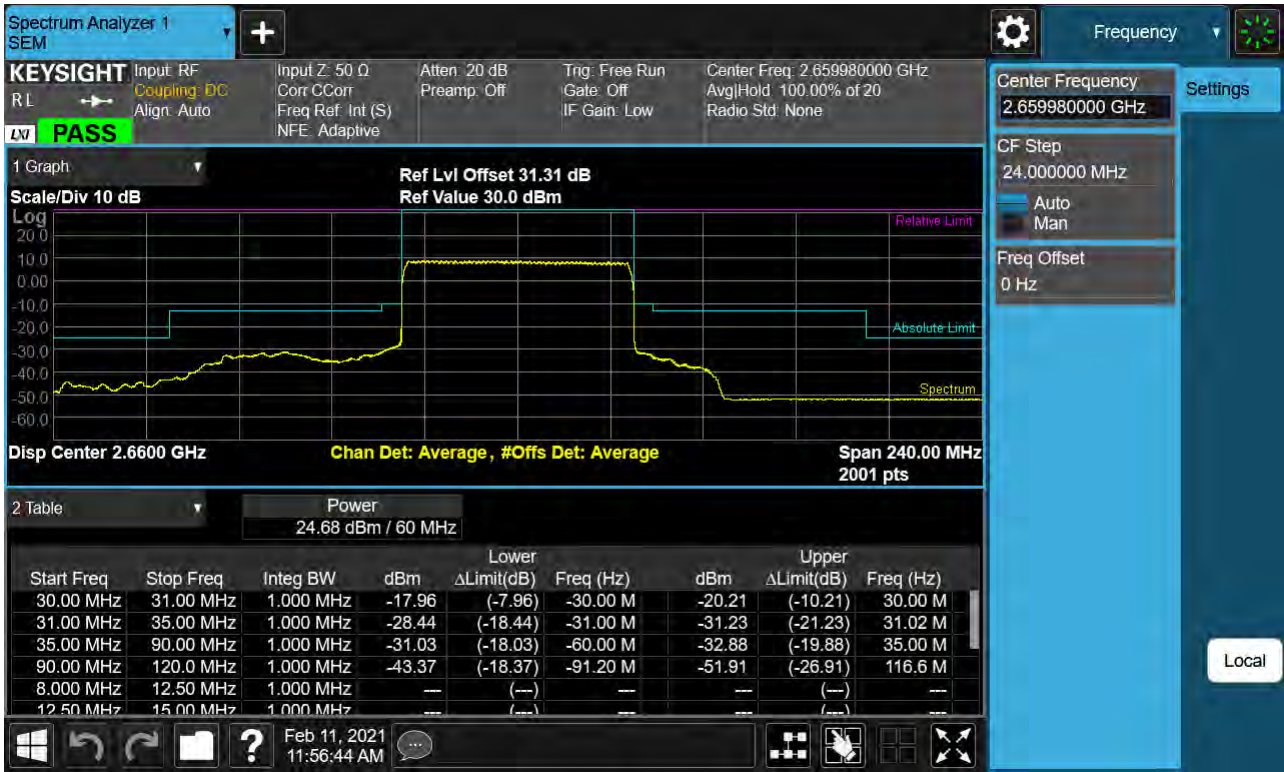 Spectrum Analyzer 1
SEM
Frequency
KEYSIGHT
R L
LXI PASS
Input: RF
Coupling: DC
Align: Auto
Input Z: 50 Ω
Corr CCorr
Freq Ref: Int (S)
NFE: Adaptive
Atten: 20 dB
Preamp: Off
Trig: Free Run
Gate: Off
IF Gain: Low
Center Freq: 2.659980000 GHz
Avg|Hold: 100.00% of 20
Radio Std: None
Center Frequency
2.659980000 GHz
Settings
CF Step
24.000000 MHz
Auto
Man
Freq Offset
0 Hz
Local
1 Graph
Ref Lvl Offset 31.31 dB
Scale/Div 10 dB
Ref Value 30.0 dBm
Log
20.0
10.0
0.00
-10.0
-20.0
-30.0
-40.0
-50.0
-60.0
Relative Limit
Absolute Limit
Spectrum
Disp Center 2.6600 GHz
Chan Det: Average, #Offs Det: Average
Span 240.00 MHz
2001 pts
2 Table
Power
24.68 dBm / 60 MHz
Lower Upper
Start Freq Stop Freq Integ BW dBm ΔLimit(dB) Freq (Hz) dBm ΔLimit(dB) Freq (Hz)
30.00 MHz 31.00 MHz 1.000 MHz -17.96 (-7.96) -30.00 M -20.21 (-10.21) 30.00 M
31.00 MHz 35.00 MHz 1.000 MHz -28.44 (-18.44) -31.00 M -31.23 (-21.23) 31.02 M
35.00 MHz 90.00 MHz 1.000 MHz -31.03 (-18.03) -60.00 M -32.88 (-19.88) 35.00 M
90.00 MHz 120.0 MHz 1.000 MHz -43.37 (-18.37) -91.20 M -51.91 (-26.91) 116.6 M
8.000 MHz 12.50 MHz 1.000 MHz --- (---) --- --- (---) ---
12.50 MHz 15.00 MHz 1.000 MHz --- (---) --- --- (---) ---
Feb 11, 2021
11:56:44 AM